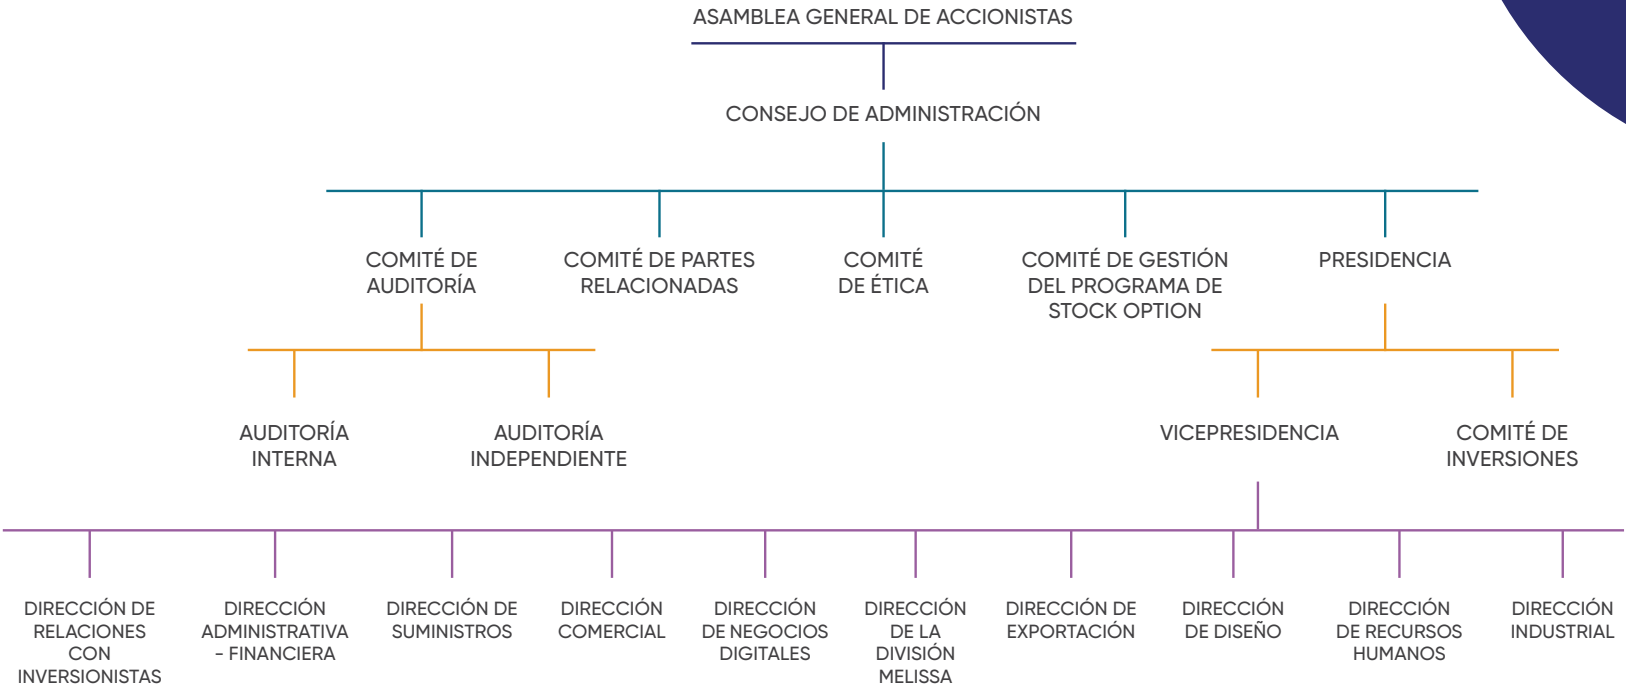 ASAMBLEA GENERAL DE ACCIONISTAS
CONSEJO DE ADMINISTRACIÓN
COMITÉ DE
AUDITORÍA
COMITÉ DE PARTES
RELACIONADAS
COMITÉ
DE ÉTICA
COMITÉ DE GESTIÓN
DEL PROGRAMA DE
STOCK OPTION
PRESIDENCIA
AUDITORÍA
INTERNA
AUDITORÍA
INDEPENDIENTE
VICEPRESIDENCIA
COMITÉ DE
INVERSIONES
DIRECCIÓN DE
RELACIONES
CON
INVERSIONISTAS
DIRECCIÓN
ADMINISTRATIVA
- FINANCIERA
DIRECCIÓN DE
SUMINISTROS
DIRECCIÓN
COMERCIAL
DIRECCIÓN
DE NEGOCIOS
DIGITALES
DIRECCIÓN
DE LA
DIVISIÓN
MELISSA
DIRECCIÓN DE
EXPORTACIÓN
DIRECCIÓN
DE DISEÑO
DIRECCIÓN
DE RECURSOS
HUMANOS
DIRECCIÓN
INDUSTRIAL